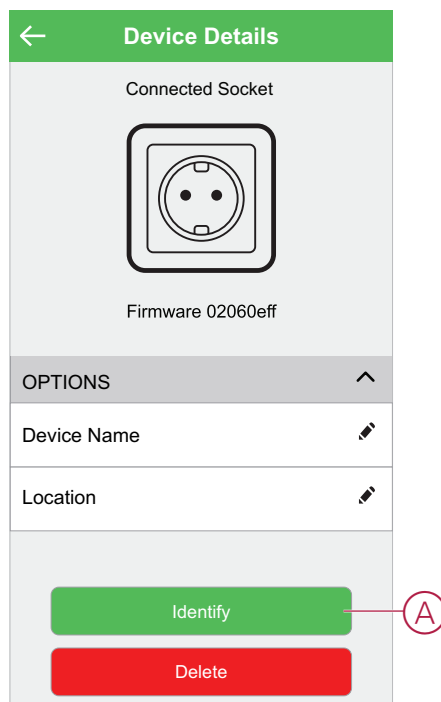 Device Details
Connected Socket
Firmware 02060eff
OPTIONS
Device Name
Location
Identify
A
Delete